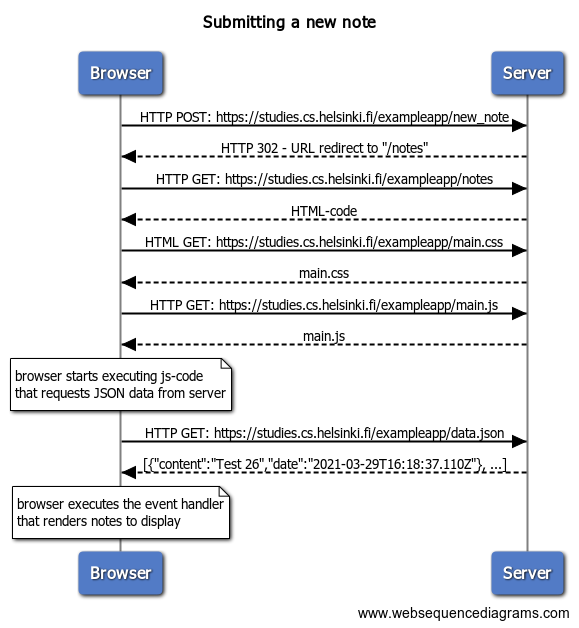 Submitting a new note
Browser
Server
HTTP POST: https://studies.cs.helsinki.fi/exampleapp/new_note
HTTP 302 - URL redirect to "/notes"
HTTP GET: https://studies.cs.helsinki.fi/exampleapp/notes
HTML-code
HTML GET: https://studies.cs.helsinki.fi/exampleapp/main.css
main.css
HTTP GET: https://studies.cs.helsinki.fi/exampleapp/main.js
main.js
browser starts executing js-code
that requests JSON data from server
HTTP GET: https://studies.cs.helsinki.fi/exampleapp/data.json
[{"content":"Test 26","date":"2021-03-29T16:18:37.110Z"}, ...]
browser executes the event handler
that renders notes to display
Browser
Server
www.websequencediagrams.com